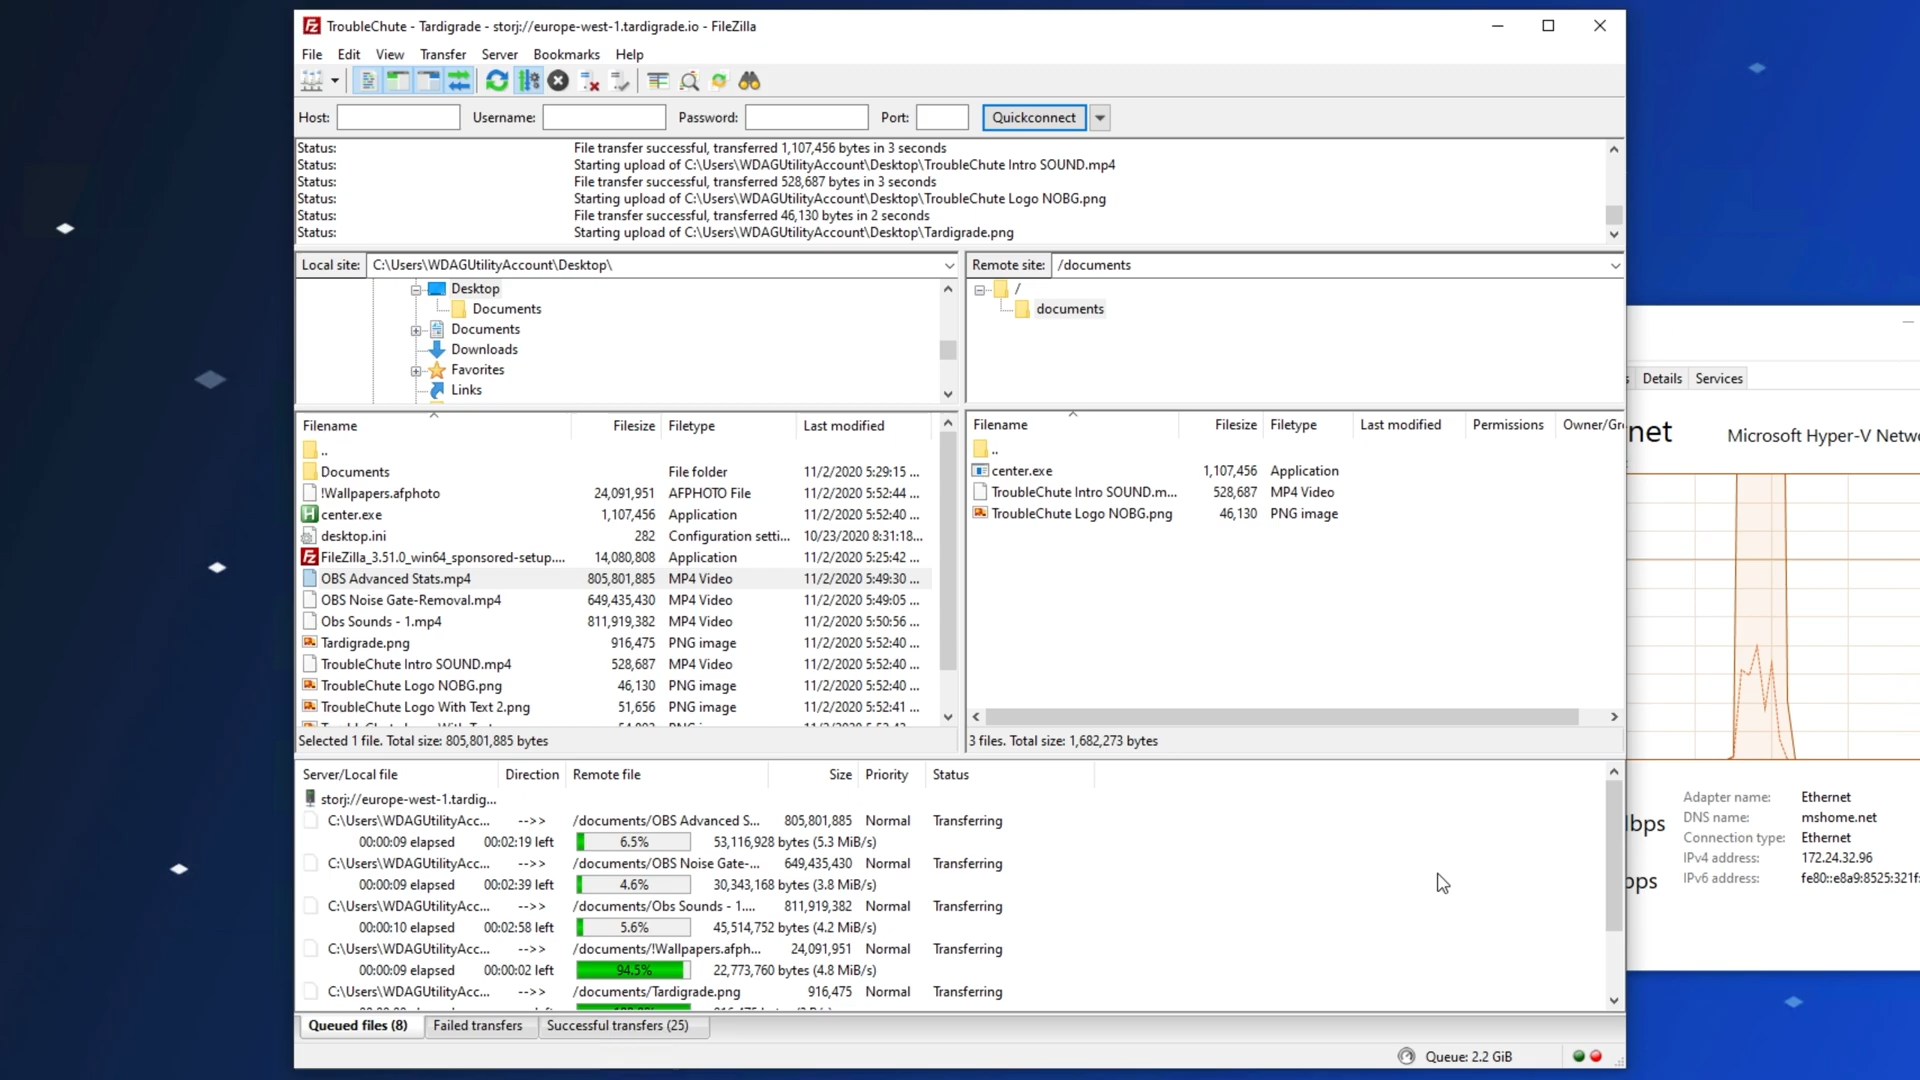 TroubleChute - Tardigrade - storj://europe-west-1.tardigrade.io - FileZilla
File Edit View Transfer Server Bookmarks Help
Host: Username: Password: Port: Quickconnect
Status: File transfer successful, transferred 1,107,456 bytes in 3 seconds
Status: Starting upload of C:\Users\WDAGUtilityAccount\Desktop\TroubleChute Intro SOUND.mp4
Status: File transfer successful, transferred 528,687 bytes in 3 seconds
Status: Starting upload of C:\Users\WDAGUtilityAccount\Desktop\TroubleChute Logo NOBG.png
Status: File transfer successful, transferred 46,130 bytes in 2 seconds
Status: Starting upload of C:\Users\WDAGUtilityAccount\Desktop\Tardigrade.png
Local site: C:\Users\WDAGUtilityAccount\Desktop\
Desktop
Documents
Documents
Downloads
Favorites
Links
Filename Filesize Filetype Last modified
..
Documents File folder 11/2/2020 5:29:15 ...
!Wallpapers.afphoto 24,091,951 AFPHOTO File 11/2/2020 5:52:44 ...
center.exe 1,107,456 Application 11/2/2020 5:52:40 ...
desktop.ini 282 Configuration setti... 10/23/2020 8:31:18...
FileZilla_3.51.0_win64_sponsored-setup.... 14,080,808 Application 11/2/2020 5:25:42 ...
OBS Advanced Stats.mp4 805,801,885 MP4 Video 11/2/2020 5:49:30 ...
OBS Noise Gate-Removal.mp4 649,435,430 MP4 Video 11/2/2020 5:49:05 ...
Obs Sounds - 1.mp4 811,919,382 MP4 Video 11/2/2020 5:50:56 ...
Tardigrade.png 916,475 PNG image 11/2/2020 5:52:40 ...
TroubleChute Intro SOUND.mp4 528,687 MP4 Video 11/2/2020 5:52:40 ...
TroubleChute Logo NOBG.png 46,130 PNG image 11/2/2020 5:52:40 ...
TroubleChute Logo With Text 2.png 51,656 PNG image 11/2/2020 5:52:41 ...
Selected 1 file. Total size: 805,801,885 bytes
Remote site: /documents
/
documents
Filename Filesize Filetype Last modified Permissions Owner/Gr
..
center.exe 1,107,456 Application
TroubleChute Intro SOUND.m... 528,687 MP4 Video
TroubleChute Logo NOBG.png 46,130 PNG image
3 files. Total size: 1,682,273 bytes
Server/Local file Direction Remote file Size Priority Status
storj://europe-west-1.tardig...
C:\Users\WDAGUtilityAcc... -->> /documents/OBS Advanced S... 805,801,885 Normal Transferring
00:00:09 elapsed 00:02:19 left 6.5% 53,116,928 bytes (5.3 MiB/s)
C:\Users\WDAGUtilityAcc... -->> /documents/OBS Noise Gate-... 649,435,430 Normal Transferring
00:00:09 elapsed 00:02:39 left 4.6% 30,343,168 bytes (3.8 MiB/s)
C:\Users\WDAGUtilityAcc... -->> /documents/Obs Sounds - 1.... 811,919,382 Normal Transferring
00:00:10 elapsed 00:02:58 left 5.6% 45,514,752 bytes (4.2 MiB/s)
C:\Users\WDAGUtilityAcc... -->> /documents/!Wallpapers.afph... 24,091,951 Normal Transferring
00:00:09 elapsed 00:00:02 left 94.5% 22,773,760 bytes (4.8 MiB/s)
C:\Users\WDAGUtilityAcc... -->> /documents/Tardigrade.png 916,475 Normal Transferring
Queued files (8) Failed transfers Successful transfers (25)
Queue: 2.2 GiB
Details Services
net Microsoft Hyper-V Netw
bps
bps
Adapter name: Ethernet
DNS name: mshome.net
Connection type: Ethernet
IPv4 address: 172.24.32.96
IPv6 address: fe80::e8a9:8525:321f: